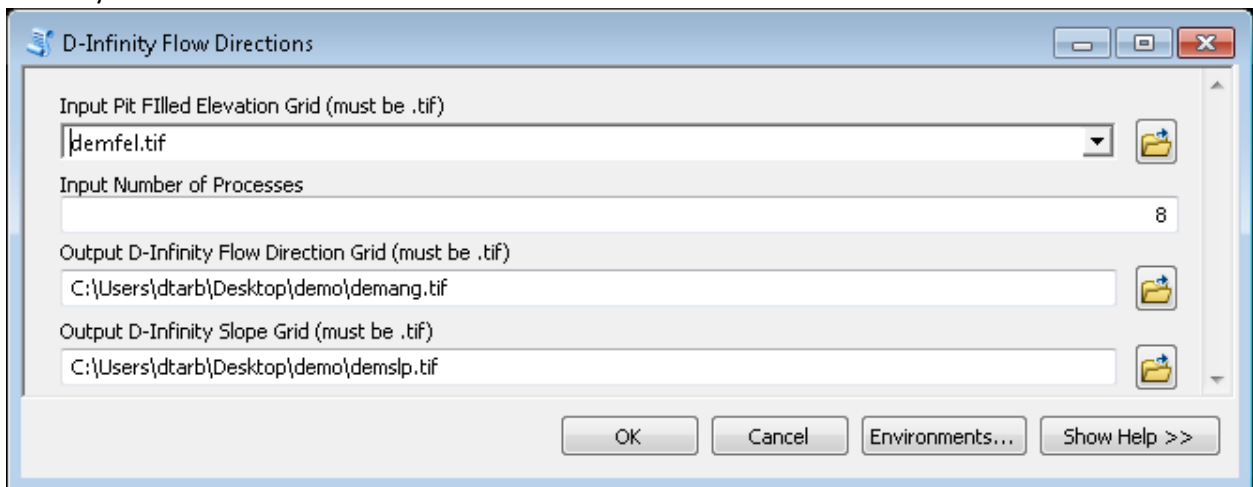 D-Infinity Flow Directions
Input Pit FIlled Elevation Grid (must be .tif)
demfel.tif
Input Number of Processes
8
Output D-Infinity Flow Direction Grid (must be .tif)
C:\Users\dtarb\Desktop\demo\demang.tif
Output D-Infinity Slope Grid (must be .tif)
C:\Users\dtarb\Desktop\demo\demslp.tif
OK Cancel Environments... Show Help >>